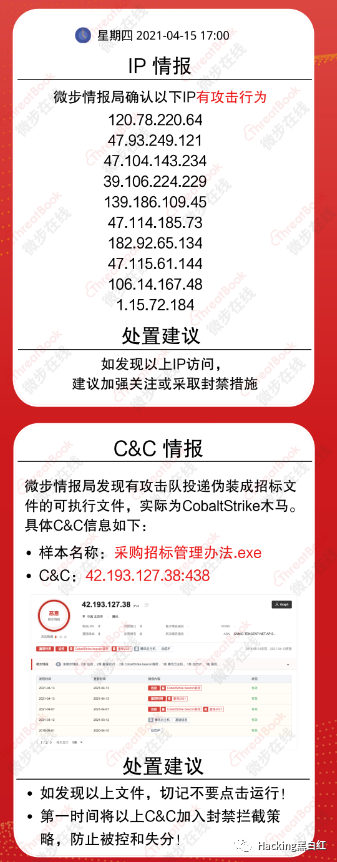 星期四 2021-04-15 17:00
IP 情报
微步情报局确认以下IP有攻击行为
120.78.220.64
47.93.249.121
47.104.143.234
39.106.224.229
139.186.109.45
47.114.185.73
182.92.65.134
47.115.61.144
106.14.167.48
1.15.72.184
处置建议
如发现以上IP访问，
建议加强关注或采取封禁措施
C&C 情报
微步情报局发现有攻击队投递伪装成招标文
件的可执行文件，实际为CobaltStrike木马。
具体C&C信息如下：
• 样本名称：采购招标管理办法.exe
• C&C：42.193.127.38:438
42.193.127.38
高危
处置建议
• 如发现以上文件，切记不要点击运行！
• 第一时间将以上C&C加入封禁拦截策
略，防止被控和失分！
Hacking黑白红
ThreatBook
微步在线